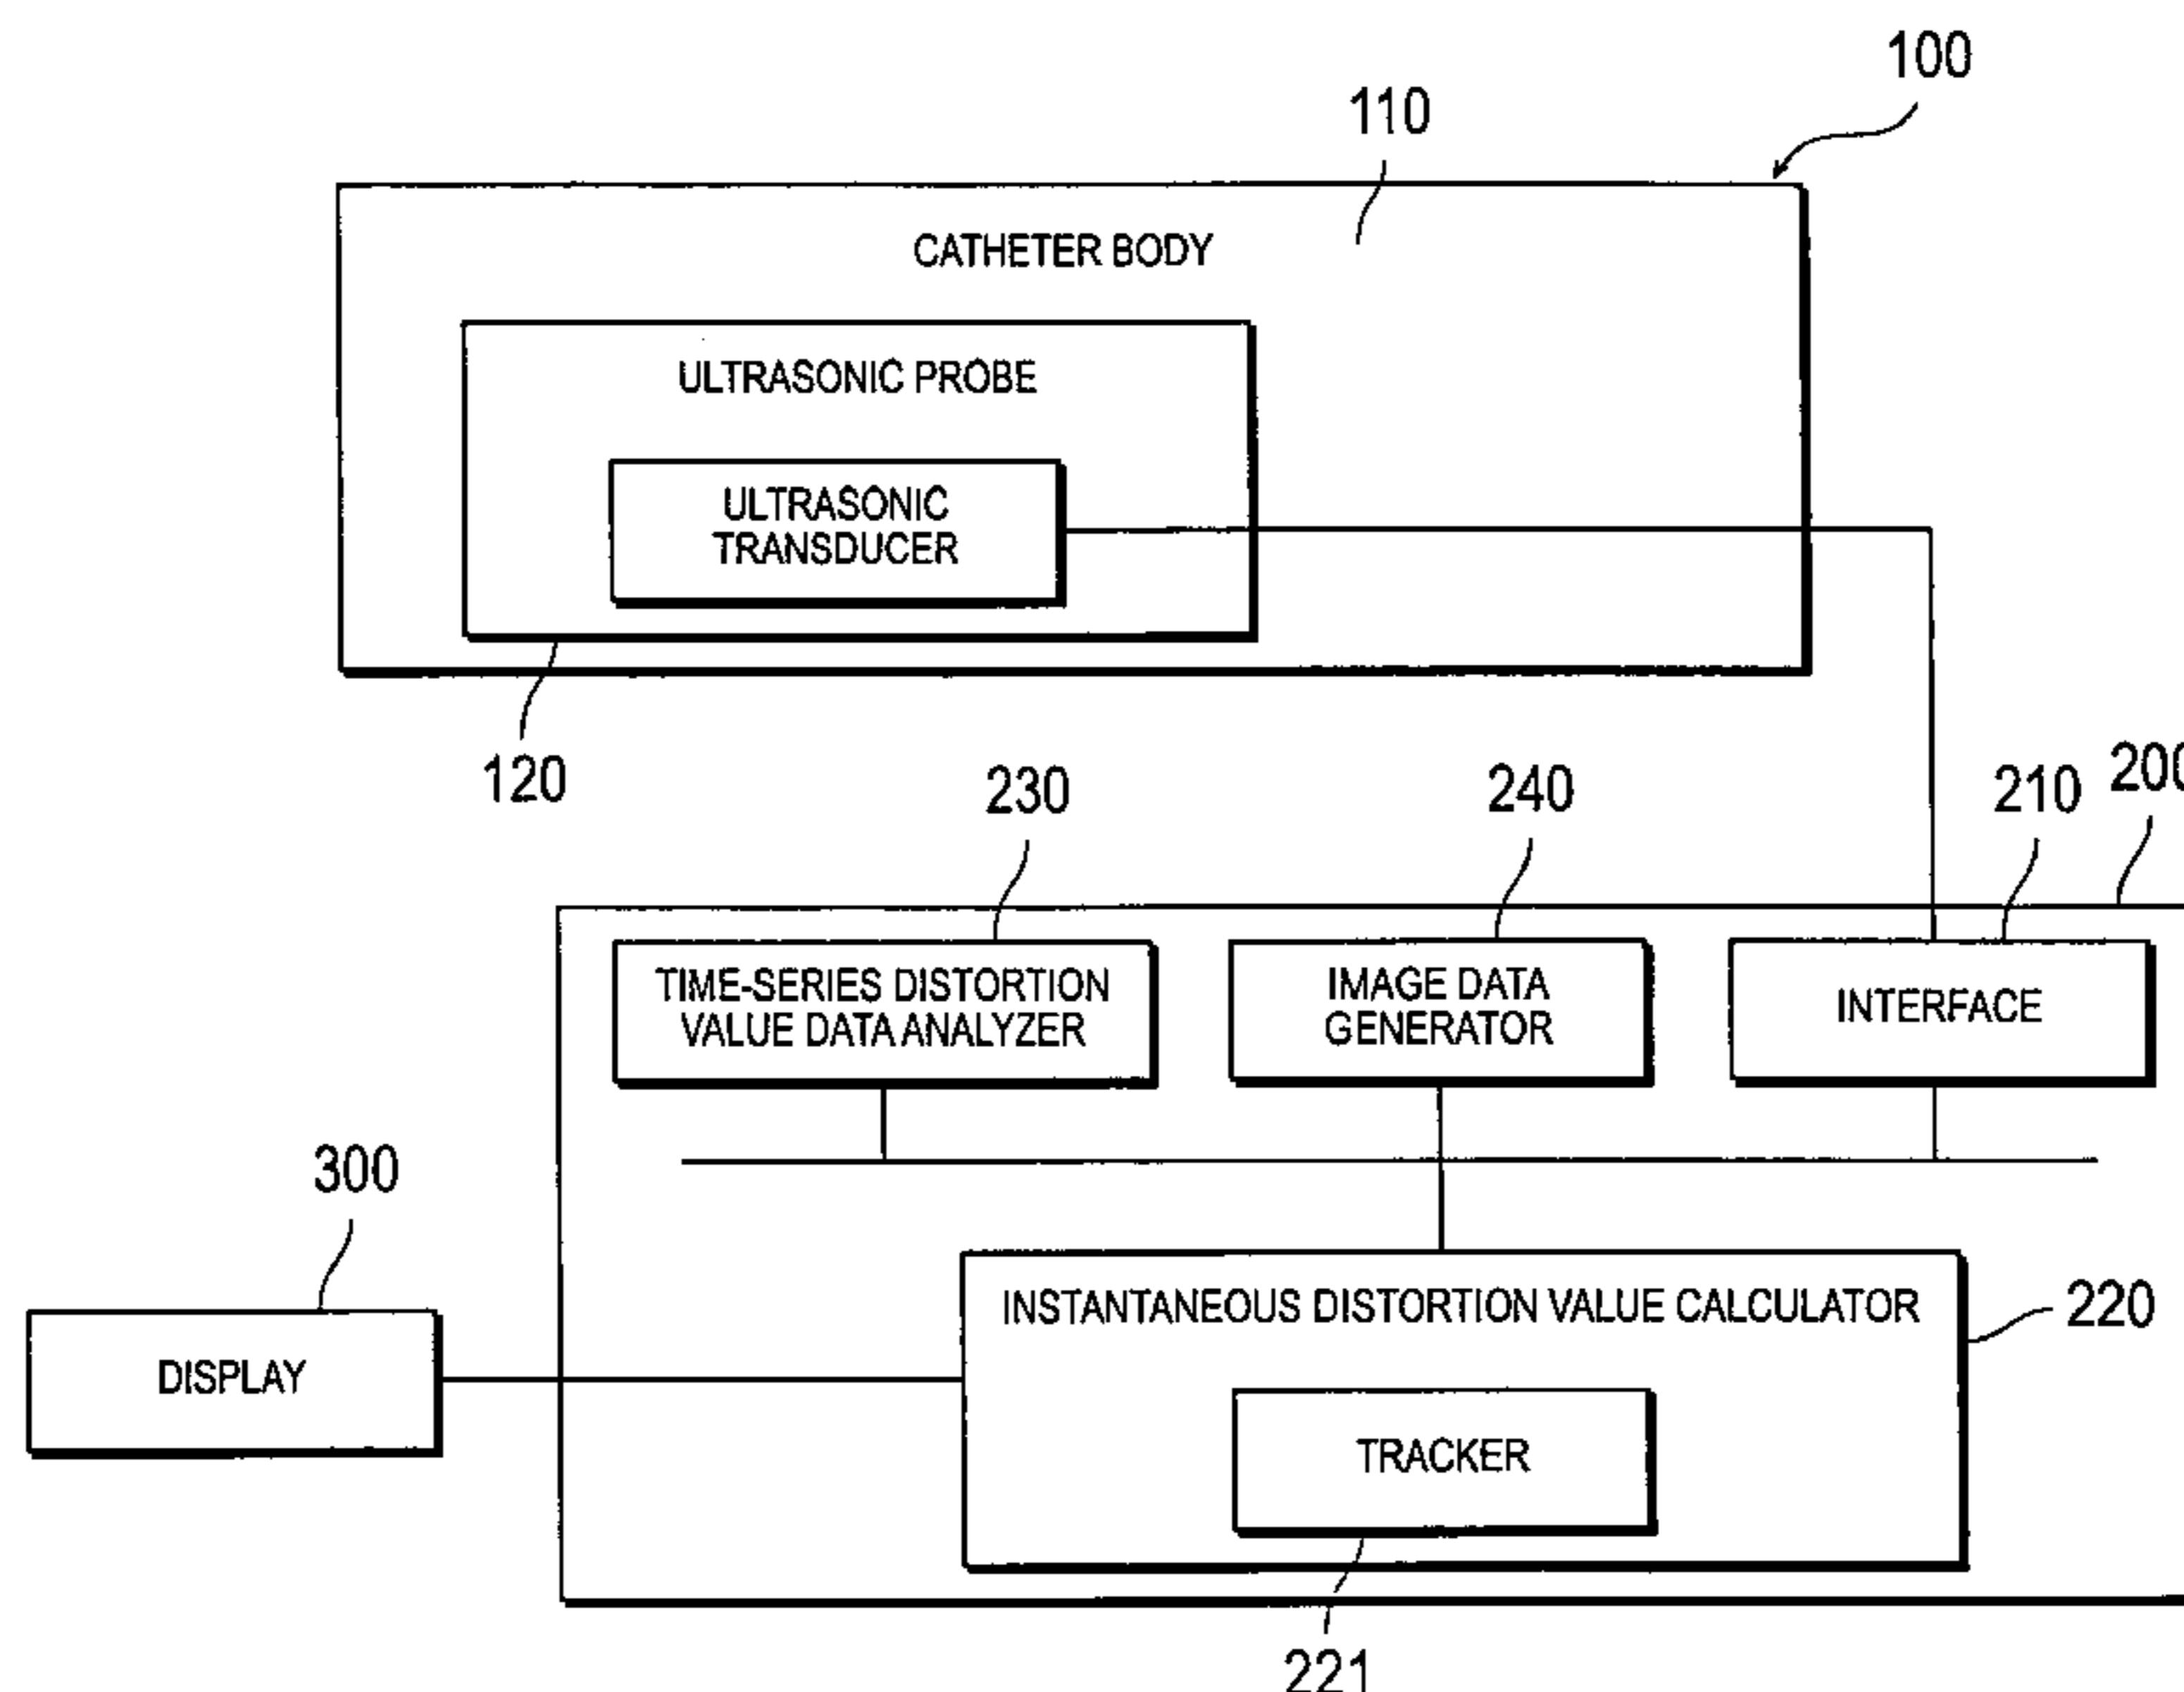 100
110
CATHETER BODY
ULTRASONIC PROBE
ULTRASONIC
TRANSDUCER
120
230
240
210
200
TIME-SERIES DISTORTION
VALUE DATA ANALYZER
IMAGE DATA
GENERATOR
INTERFACE
300
INSTANTANEOUS DISTORTION VALUE CALCULATOR
220
DISPLAY
TRACKER
221